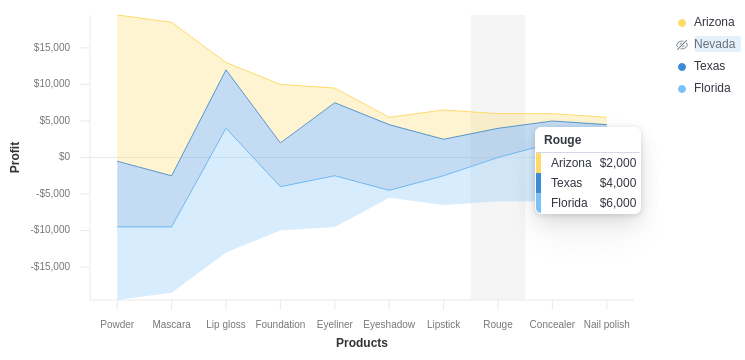 Arizona
Nevada
Texas
Florida
Profit
$15,000
$10,000
$5,000
$0
-$5,000
-$10,000
-$15,000
Rouge
Arizona $2,000
Texas $4,000
Florida $6,000
Powder Mascara Lip gloss Foundation Eyeliner Eyeshadow Lipstick Rouge Concealer Nail polish
Products